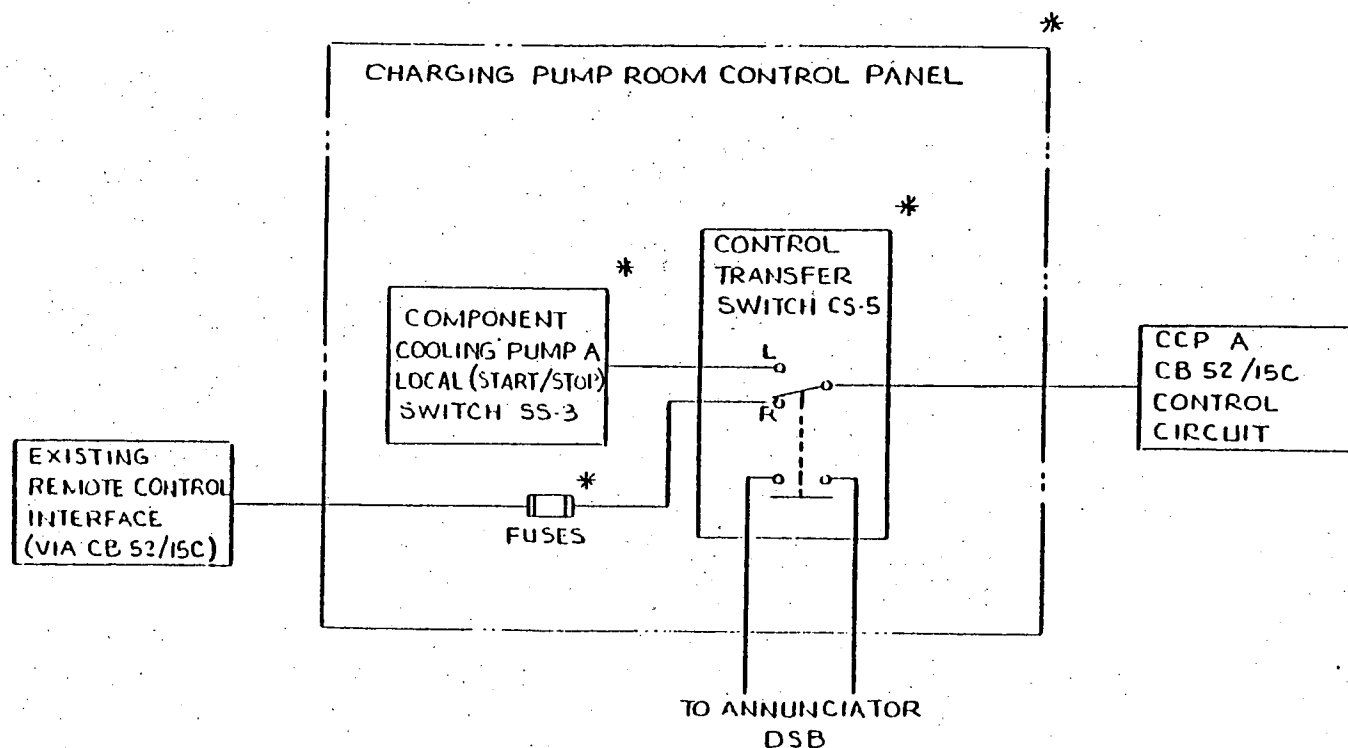 *
CHARGING PUMP ROOM CONTROL PANEL
*
CONTROL
TRANSFER
SWITCH CS-5
*
COMPONENT
COOLING PUMP A
LOCAL (START/STOP)
SWITCH SS-3
L
R
CCP A
CB 52/15C
CONTROL
CIRCUIT
EXISTING
REMOTE CONTROL
INTERFACE
(VIA CB 52/15C)
*
FUSES
TO ANNUNCIATOR
DSB